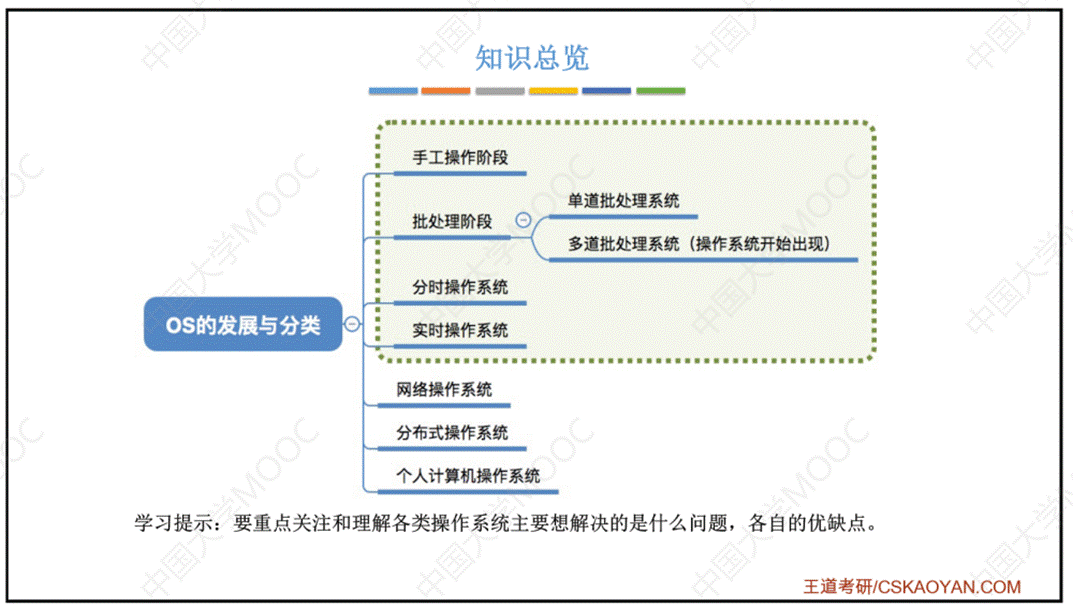 知识总览
手工操作阶段
批处理阶段
单道批处理系统
多道批处理系统（操作系统开始出现）
分时操作系统
OS的发展与分类
实时操作系统
网络操作系统
分布式操作系统
个人计算机操作系统
学习提示：要重点关注和理解各类操作系统主要想解决的是什么问题，各自的优缺点。
王道考研/CSKAOYAN.COM
中国大学MOOC